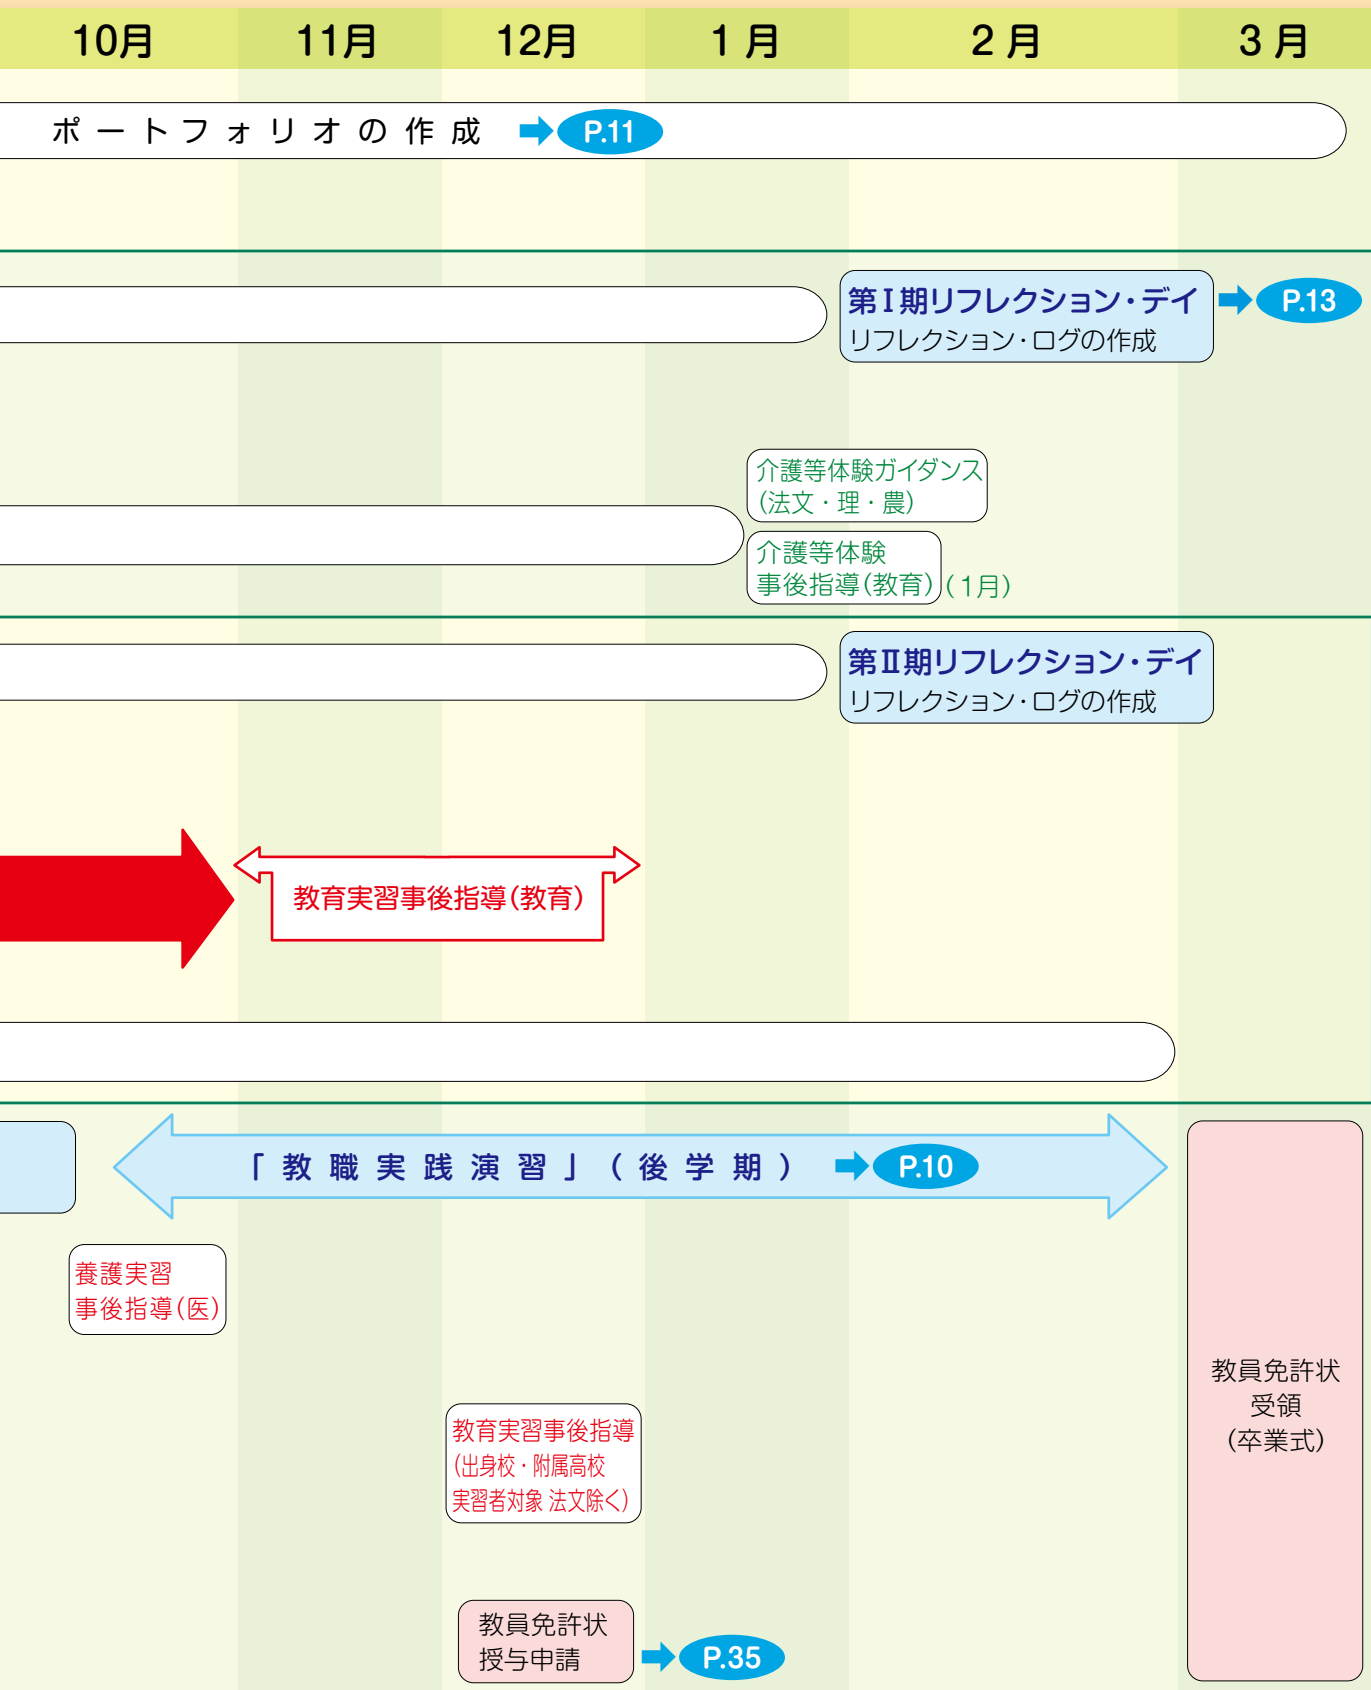 10月 11月 12月 1月 2月 3月
ポートフォリオの作成 ➡ P.11
第Ⅰ期リフレクション・デイ ➡ P.13
リフレクション・ログの作成
介護等体験ガイダンス
(法文・理・農)
介護等体験
事後指導(教育)(1月)
第Ⅱ期リフレクション・デイ
リフレクション・ログの作成
教育実習事後指導(教育)
「教職実践演習」(後学期) ➡ P.10
養護実習
事後指導(医)
教員免許状
受領
(卒業式)
教育実習事後指導
(出身校・附属高校
実習者対象 法文除く)
教員免許状
授与申請 ➡ P.35